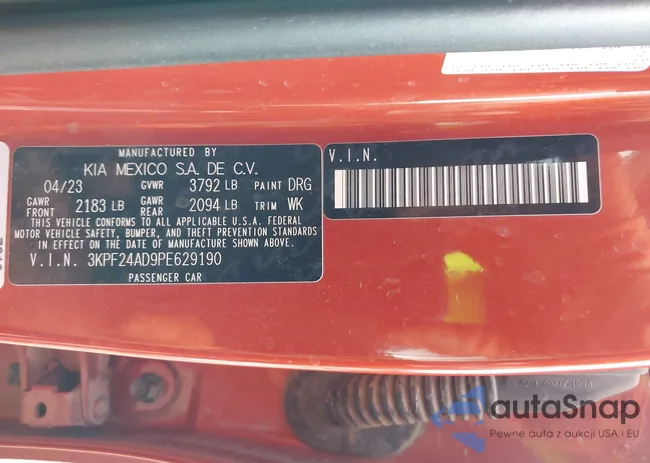 MANUFACTURED BY
KIA MEXICO S.A. DE C.V.
04/23 GVWR 3792 LB PAINT DRG
GAWR FRONT 2183 LB GAWR REAR 2094 LB TRIM WK
THIS VEHICLE CONFORMS TO ALL APPLICABLE U.S.A. FEDERAL
MOTOR VEHICLE SAFETY, BUMPER, AND THEFT PREVENTION STANDARDS
IN EFFECT ON THE DATE OF MANUFACTURE SHOWN ABOVE.
V.I.N. 3KPF24AD9PE629190
PASSENGER CAR
V.I.N.
autaSnap
Pewne auta z aukcji USA i EU